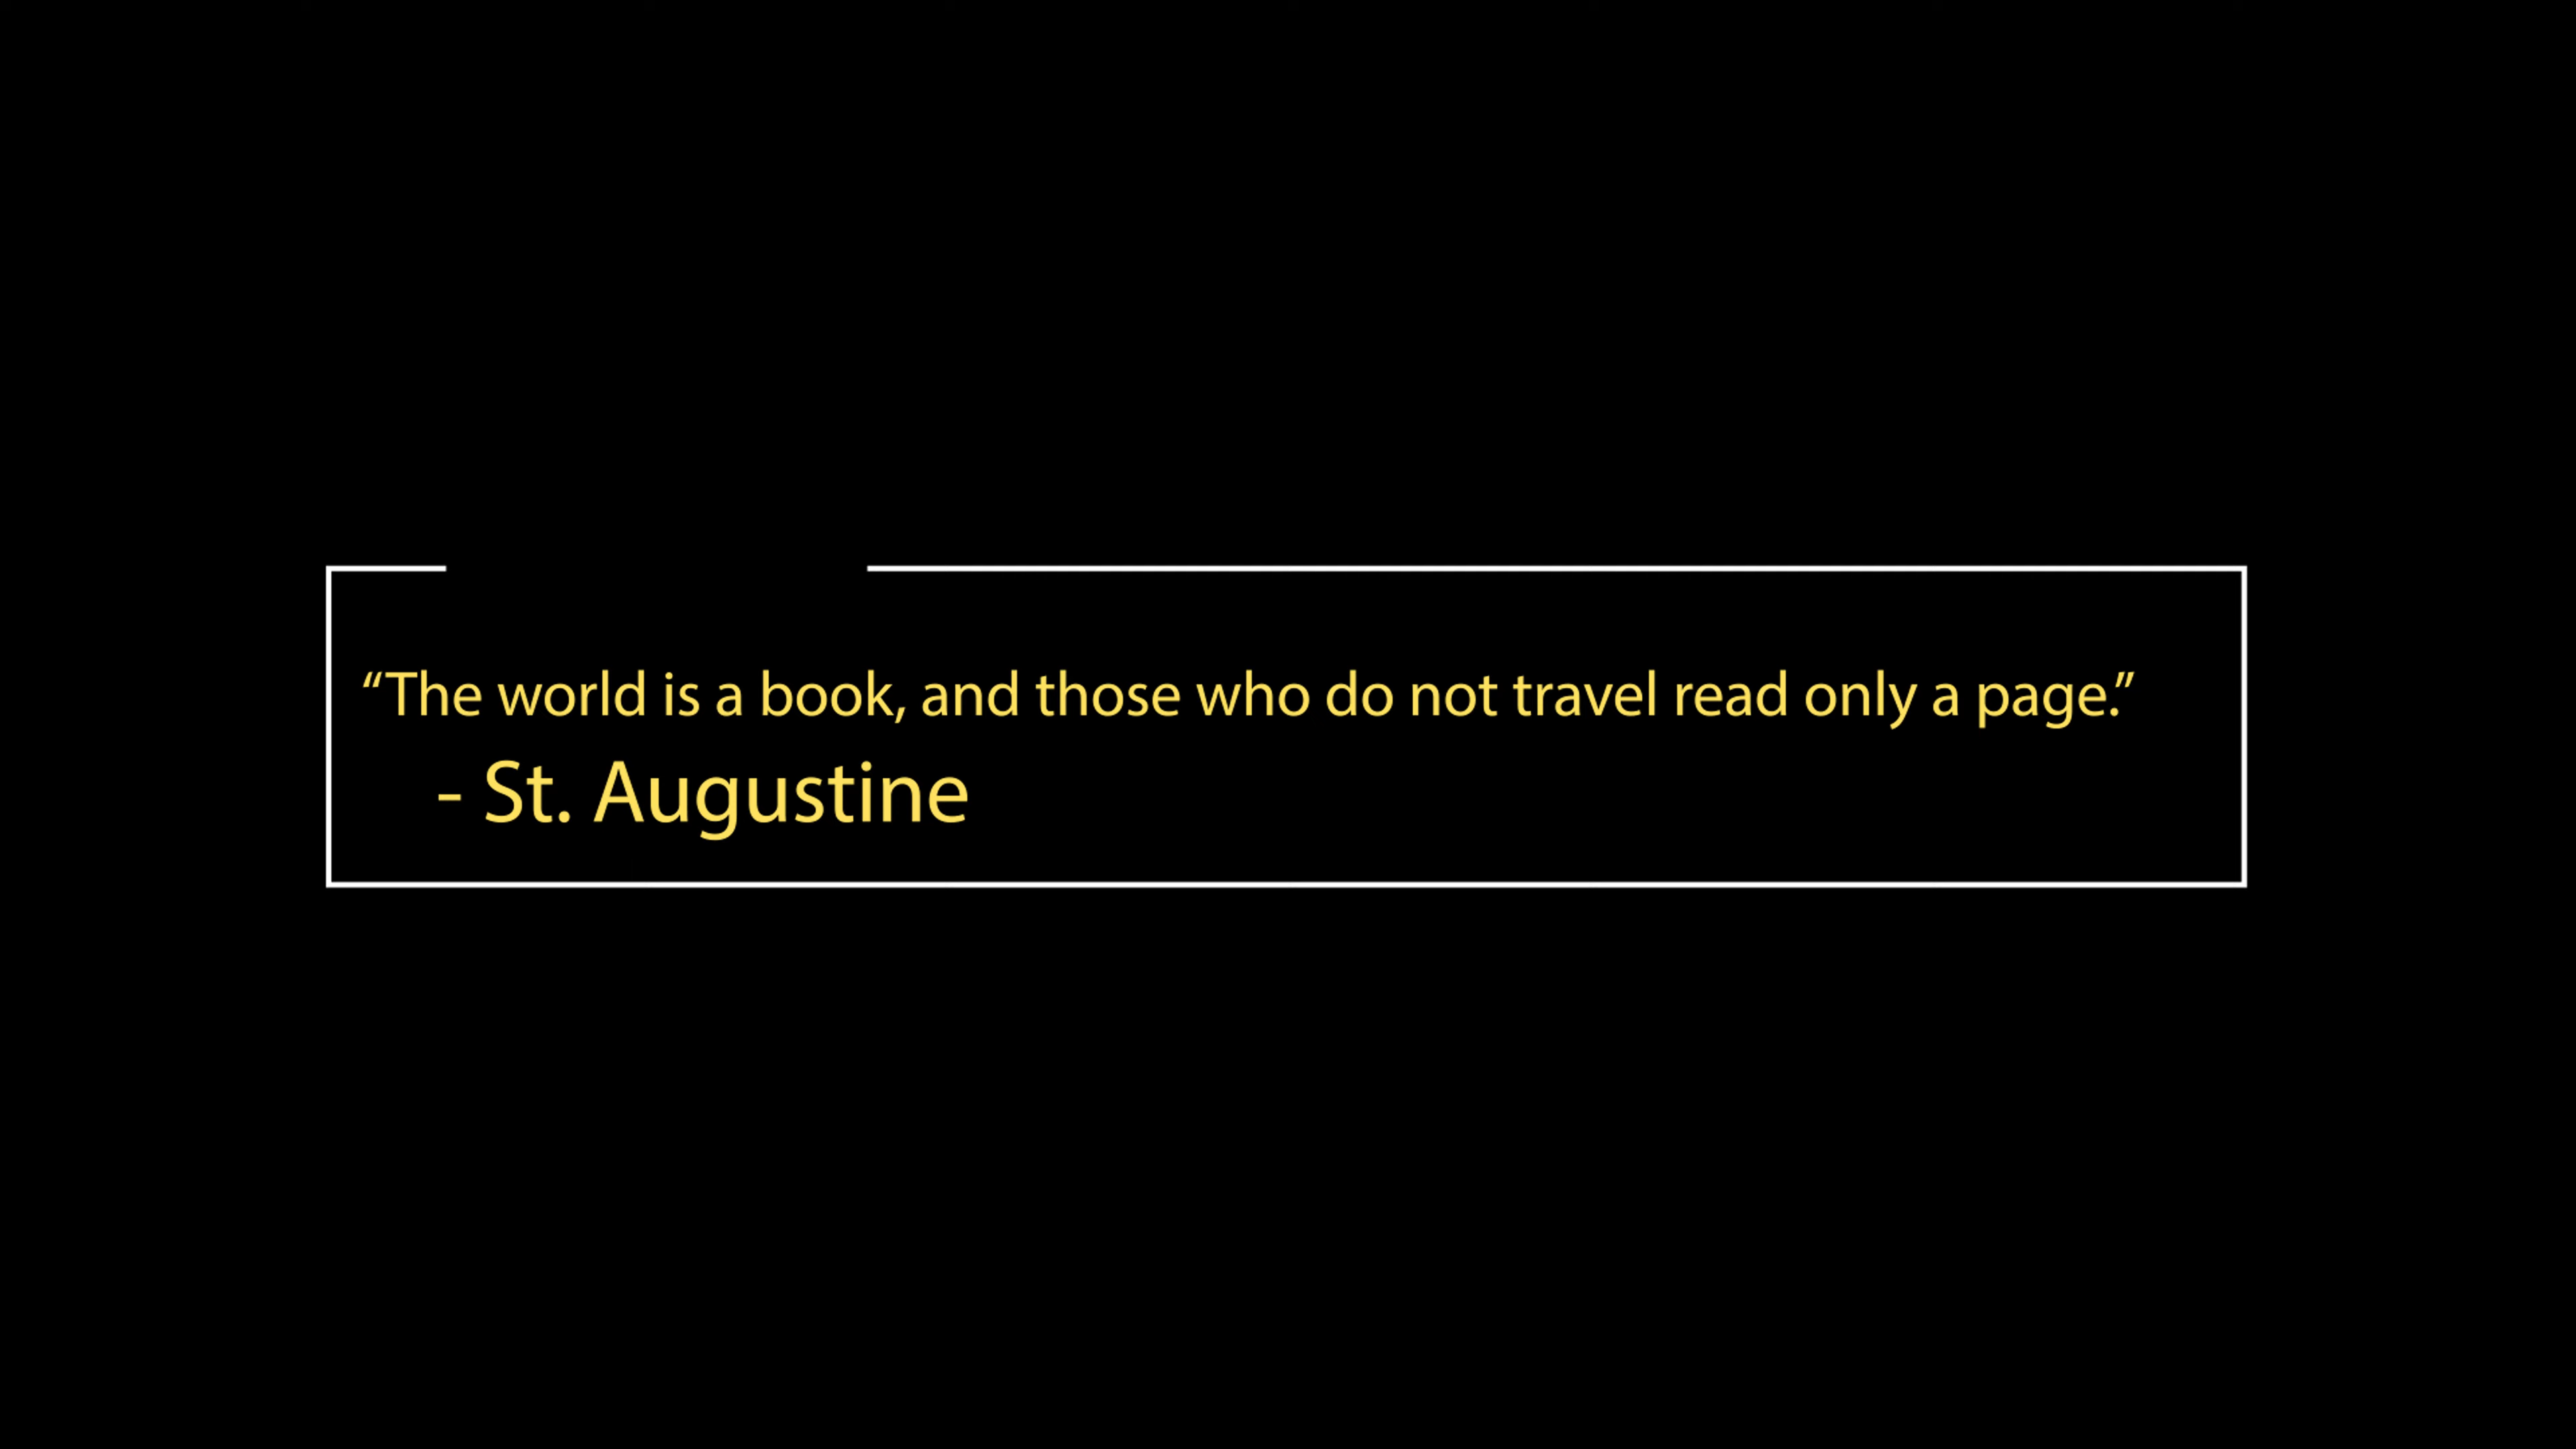 “The world is a book, and those who do not travel read only a page.”
- St. Augustine